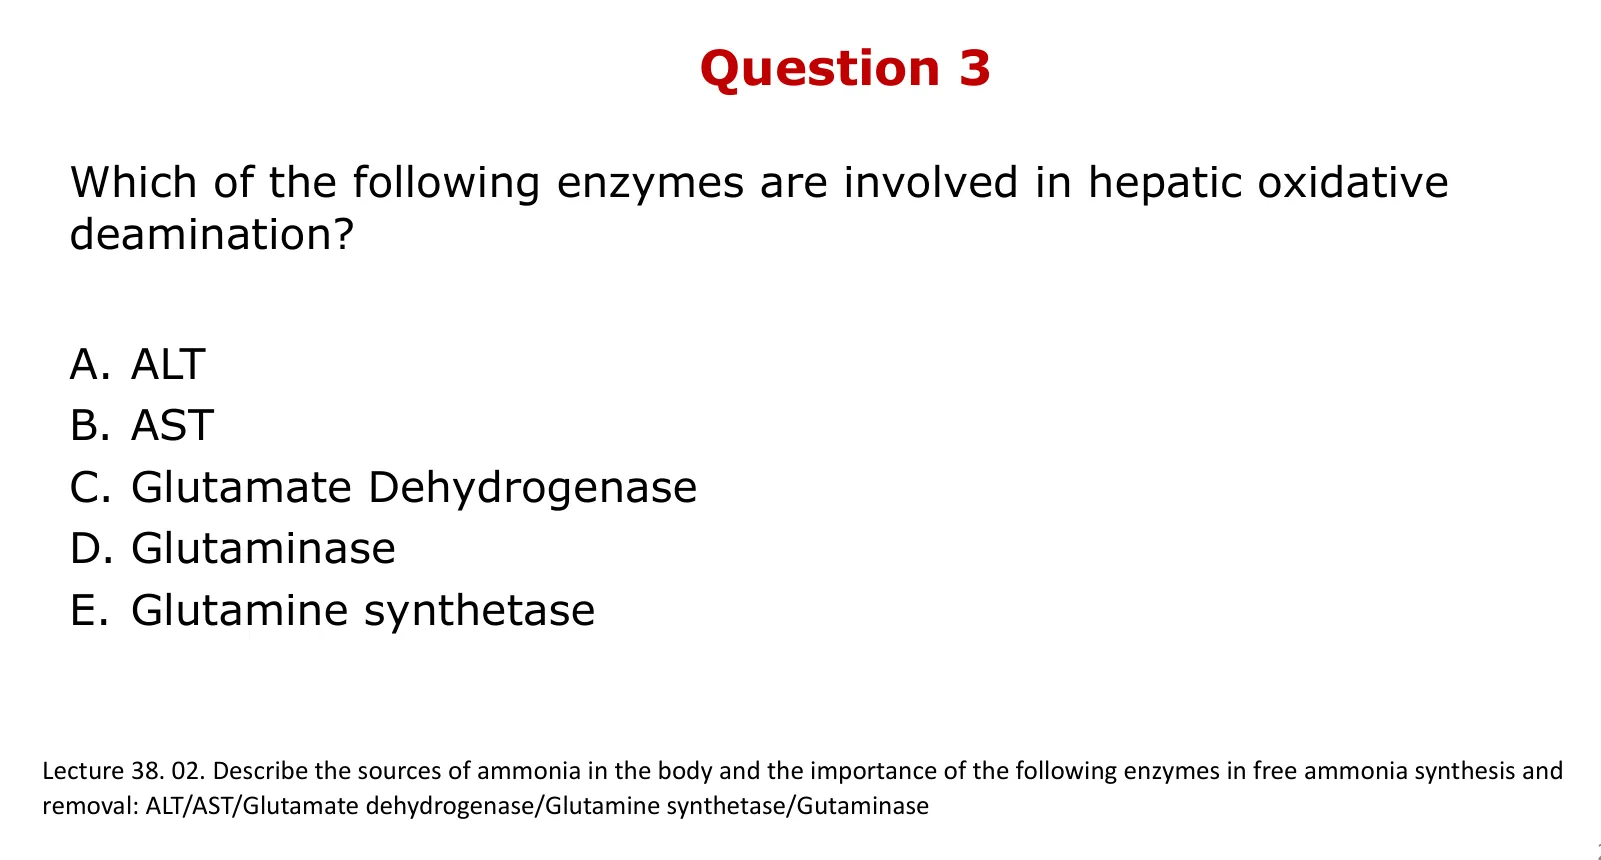 Question 3
Which of the following enzymes are involved in hepatic oxidative
deamination?
A. ALT
B. AST
C. Glutamate Dehydrogenase
D. Glutaminase
E. Glutamine synthetase
Lecture 38. 02. Describe the sources of ammonia in the body and the importance of the following enzymes in free ammonia synthesis and
removal: ALT/AST/Glutamate dehydrogenase/Glutamine synthetase/Gutaminase